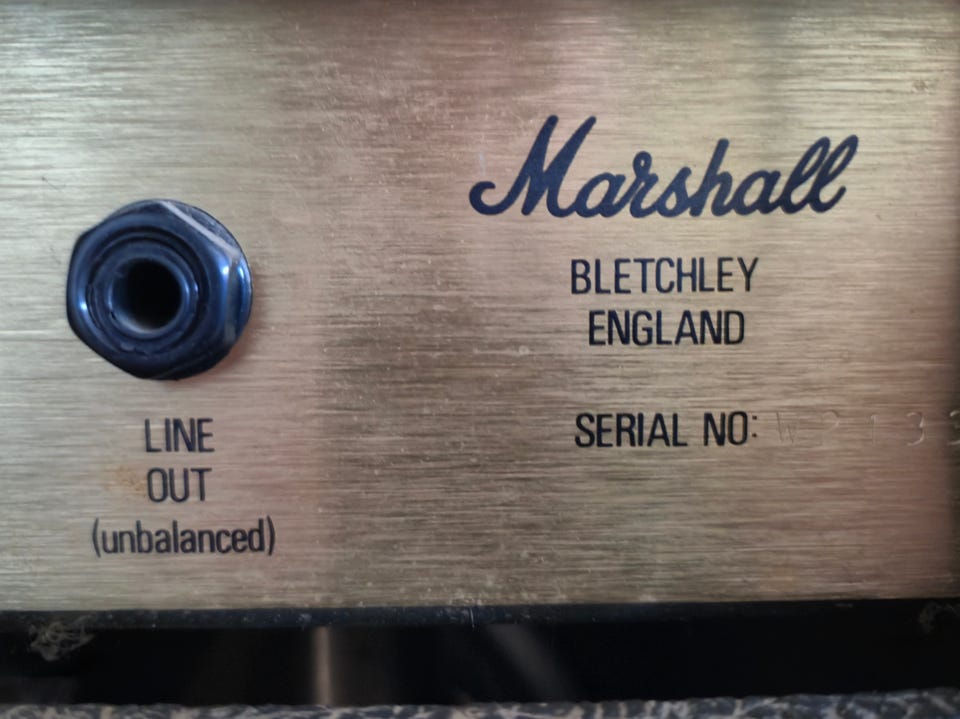 Marshall
BLETCHLEY
ENGLAND
SERIAL NO:
LINE
OUT
(unbalanced)